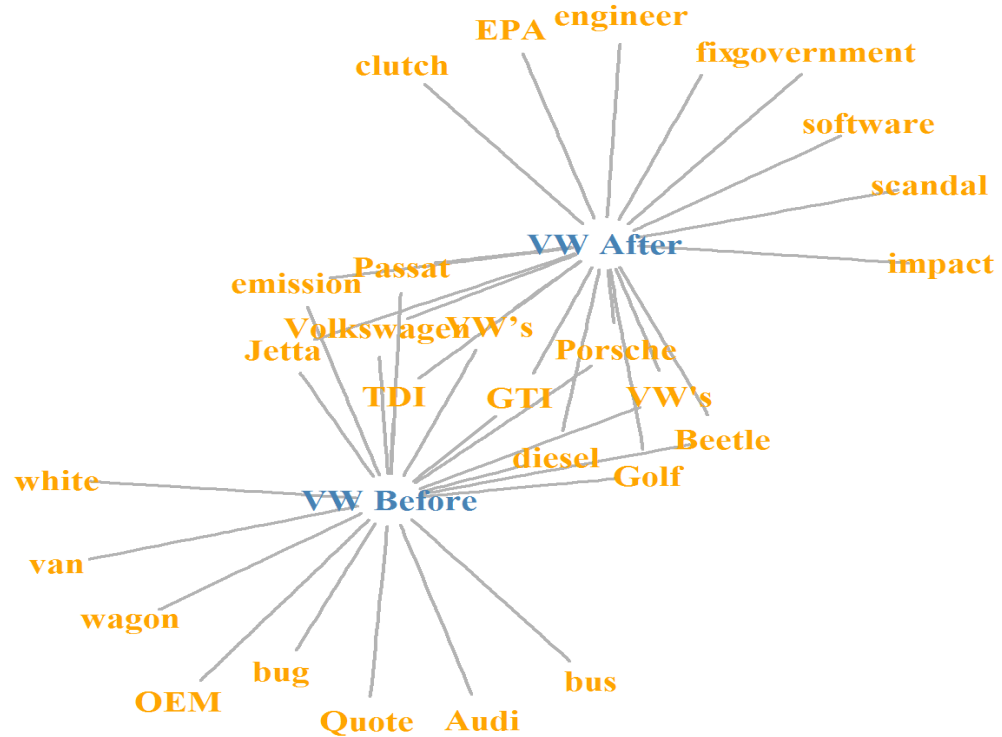 engineer
EPA
clutch
fixgovernment
software
scandal
VW After
impact
Passat
emission
Volkswagen
VW’s
Jetta
Porsche
TDI
GTI
VW's
Beetle
diesel
Golf
white
VW Before
van
wagon
bug
bus
OEM
Quote
Audi